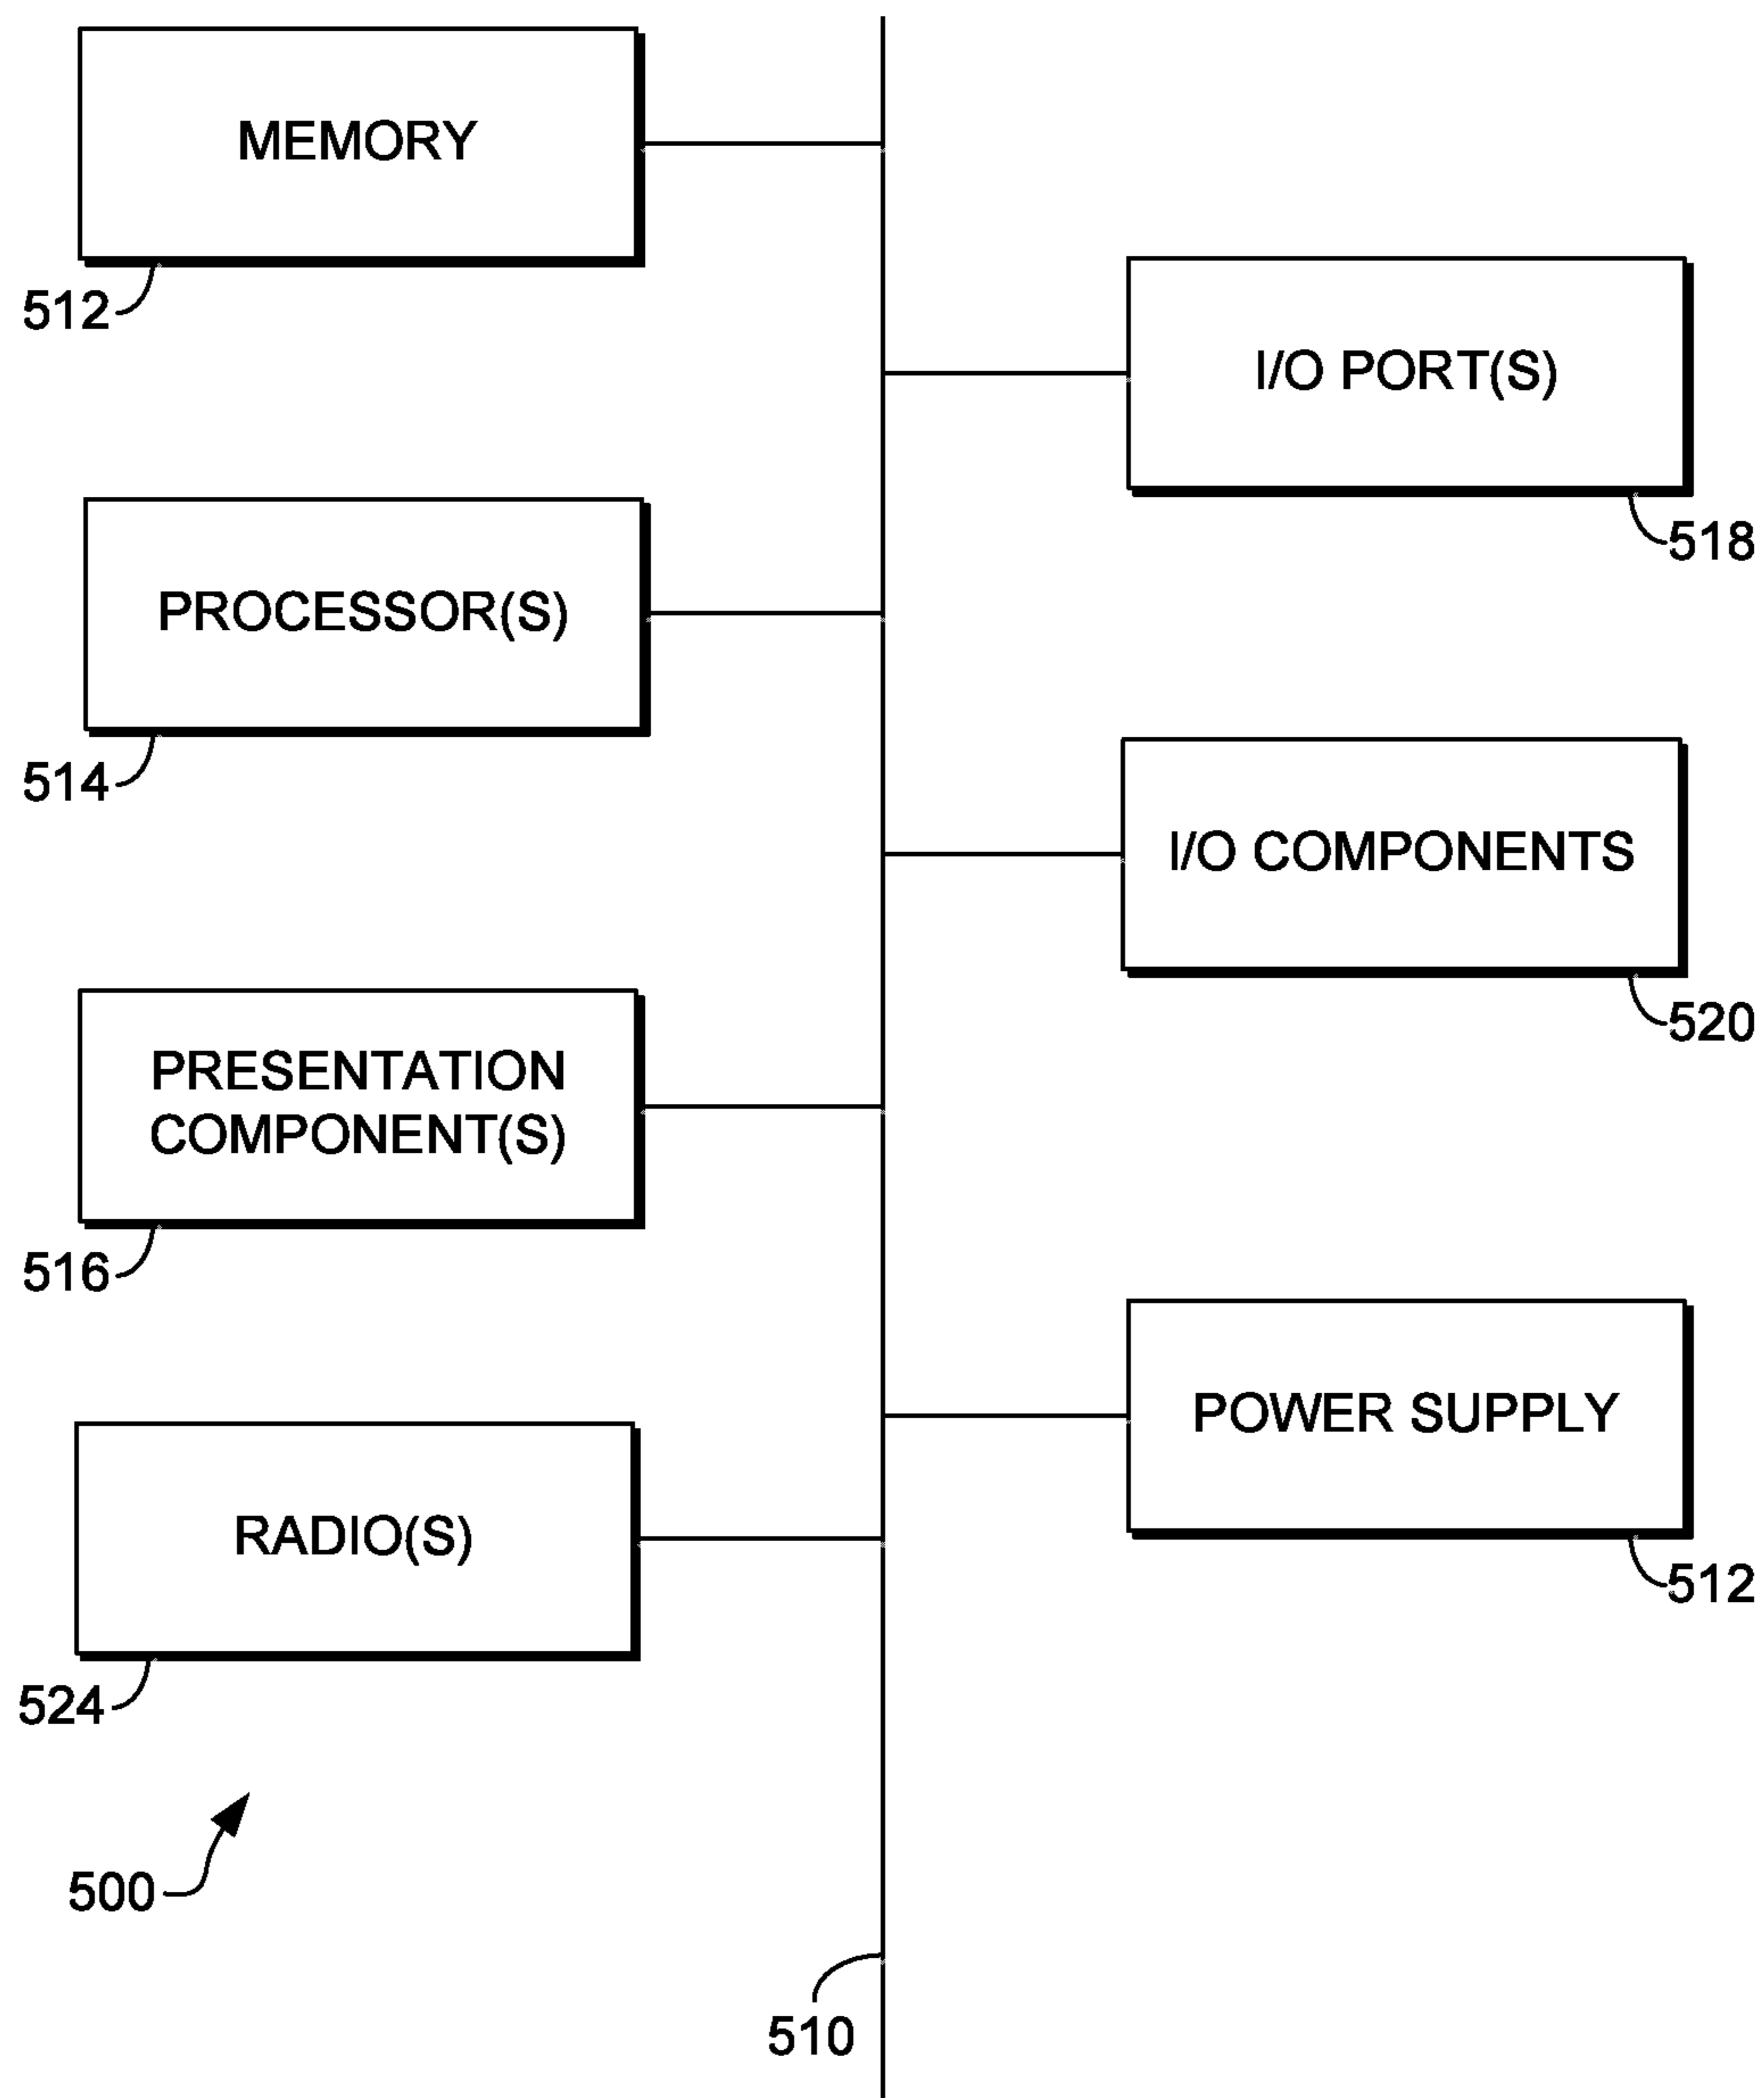 MEMORY
512
I/O PORT(S)
518
PROCESSOR(S)
514
I/O COMPONENTS
520
PRESENTATION
COMPONENT(S)
516
POWER SUPPLY
512
RADIO(S)
524
500
510